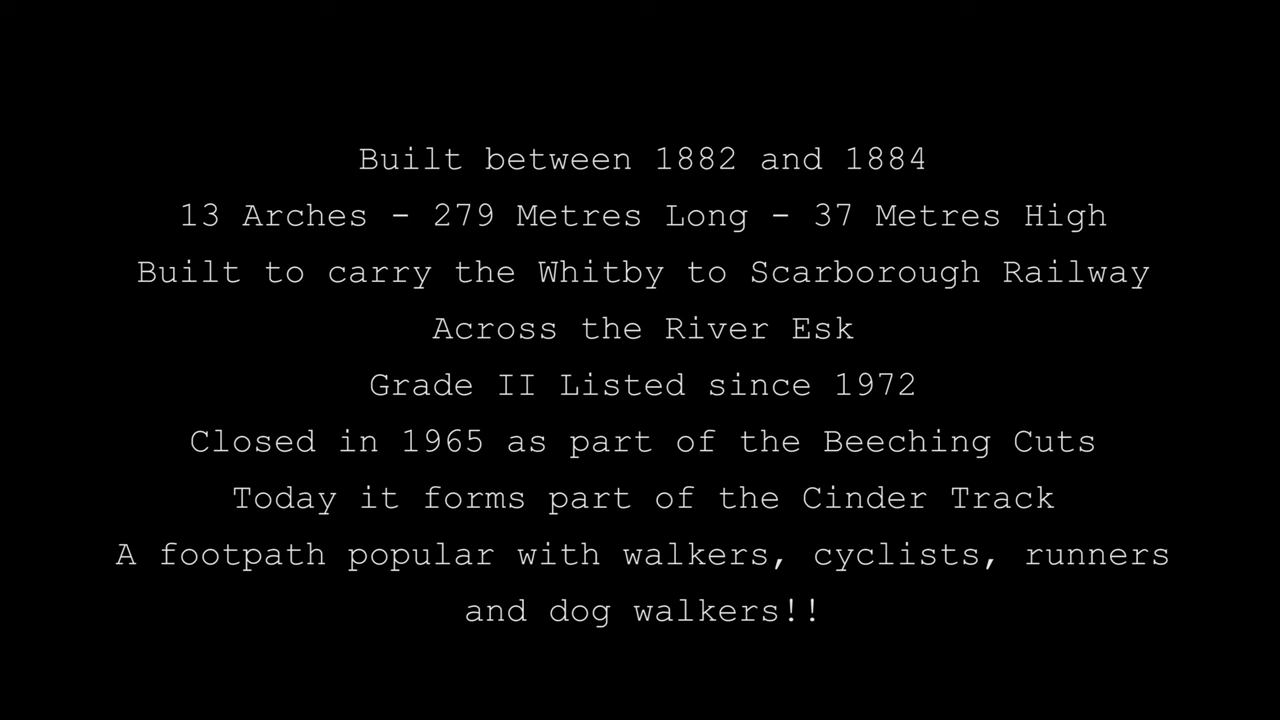 Built between 1882 and 1884
13 Arches - 279 Metres Long - 37 Metres High
Built to carry the Whitby to Scarborough Railway
Across the River Esk
Grade II Listed since 1972
Closed in 1965 as part of the Beeching Cuts
Today it forms part of the Cinder Track
A footpath popular with walkers, cyclists, runners
and dog walkers!!